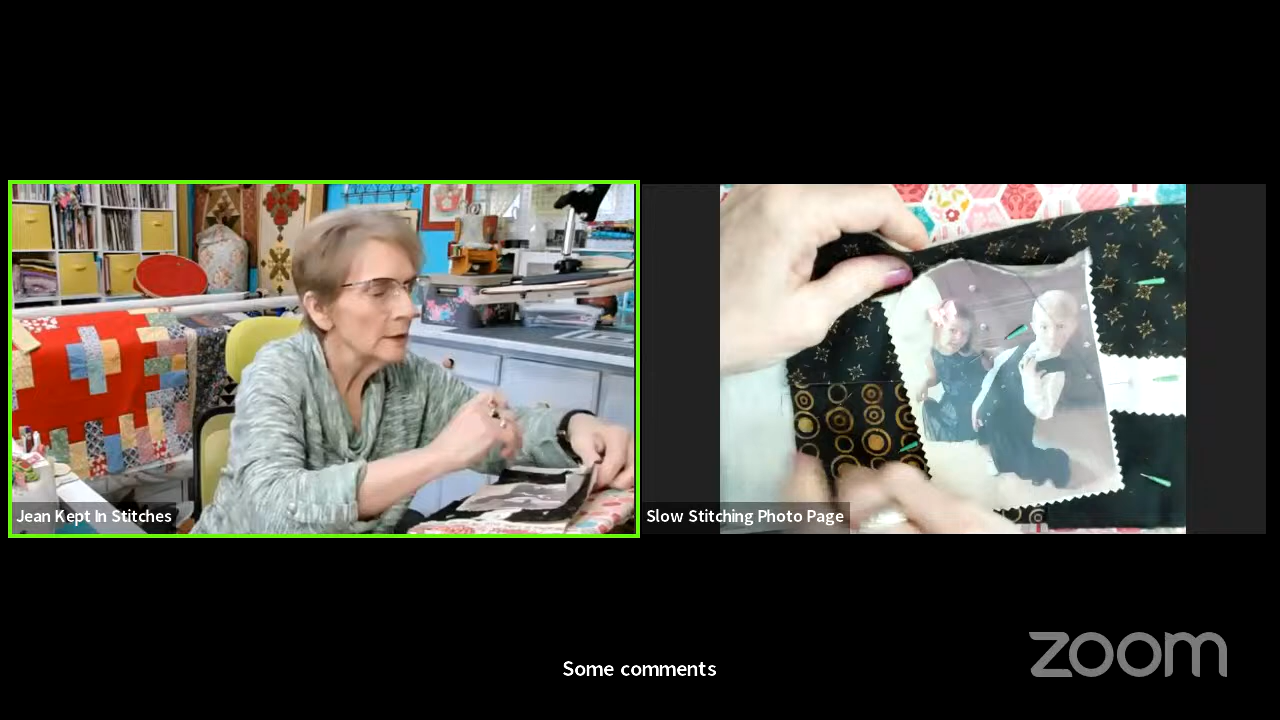 Jean Kept In Stitches
Slow Stitching Photo Page
Some comments
zoom